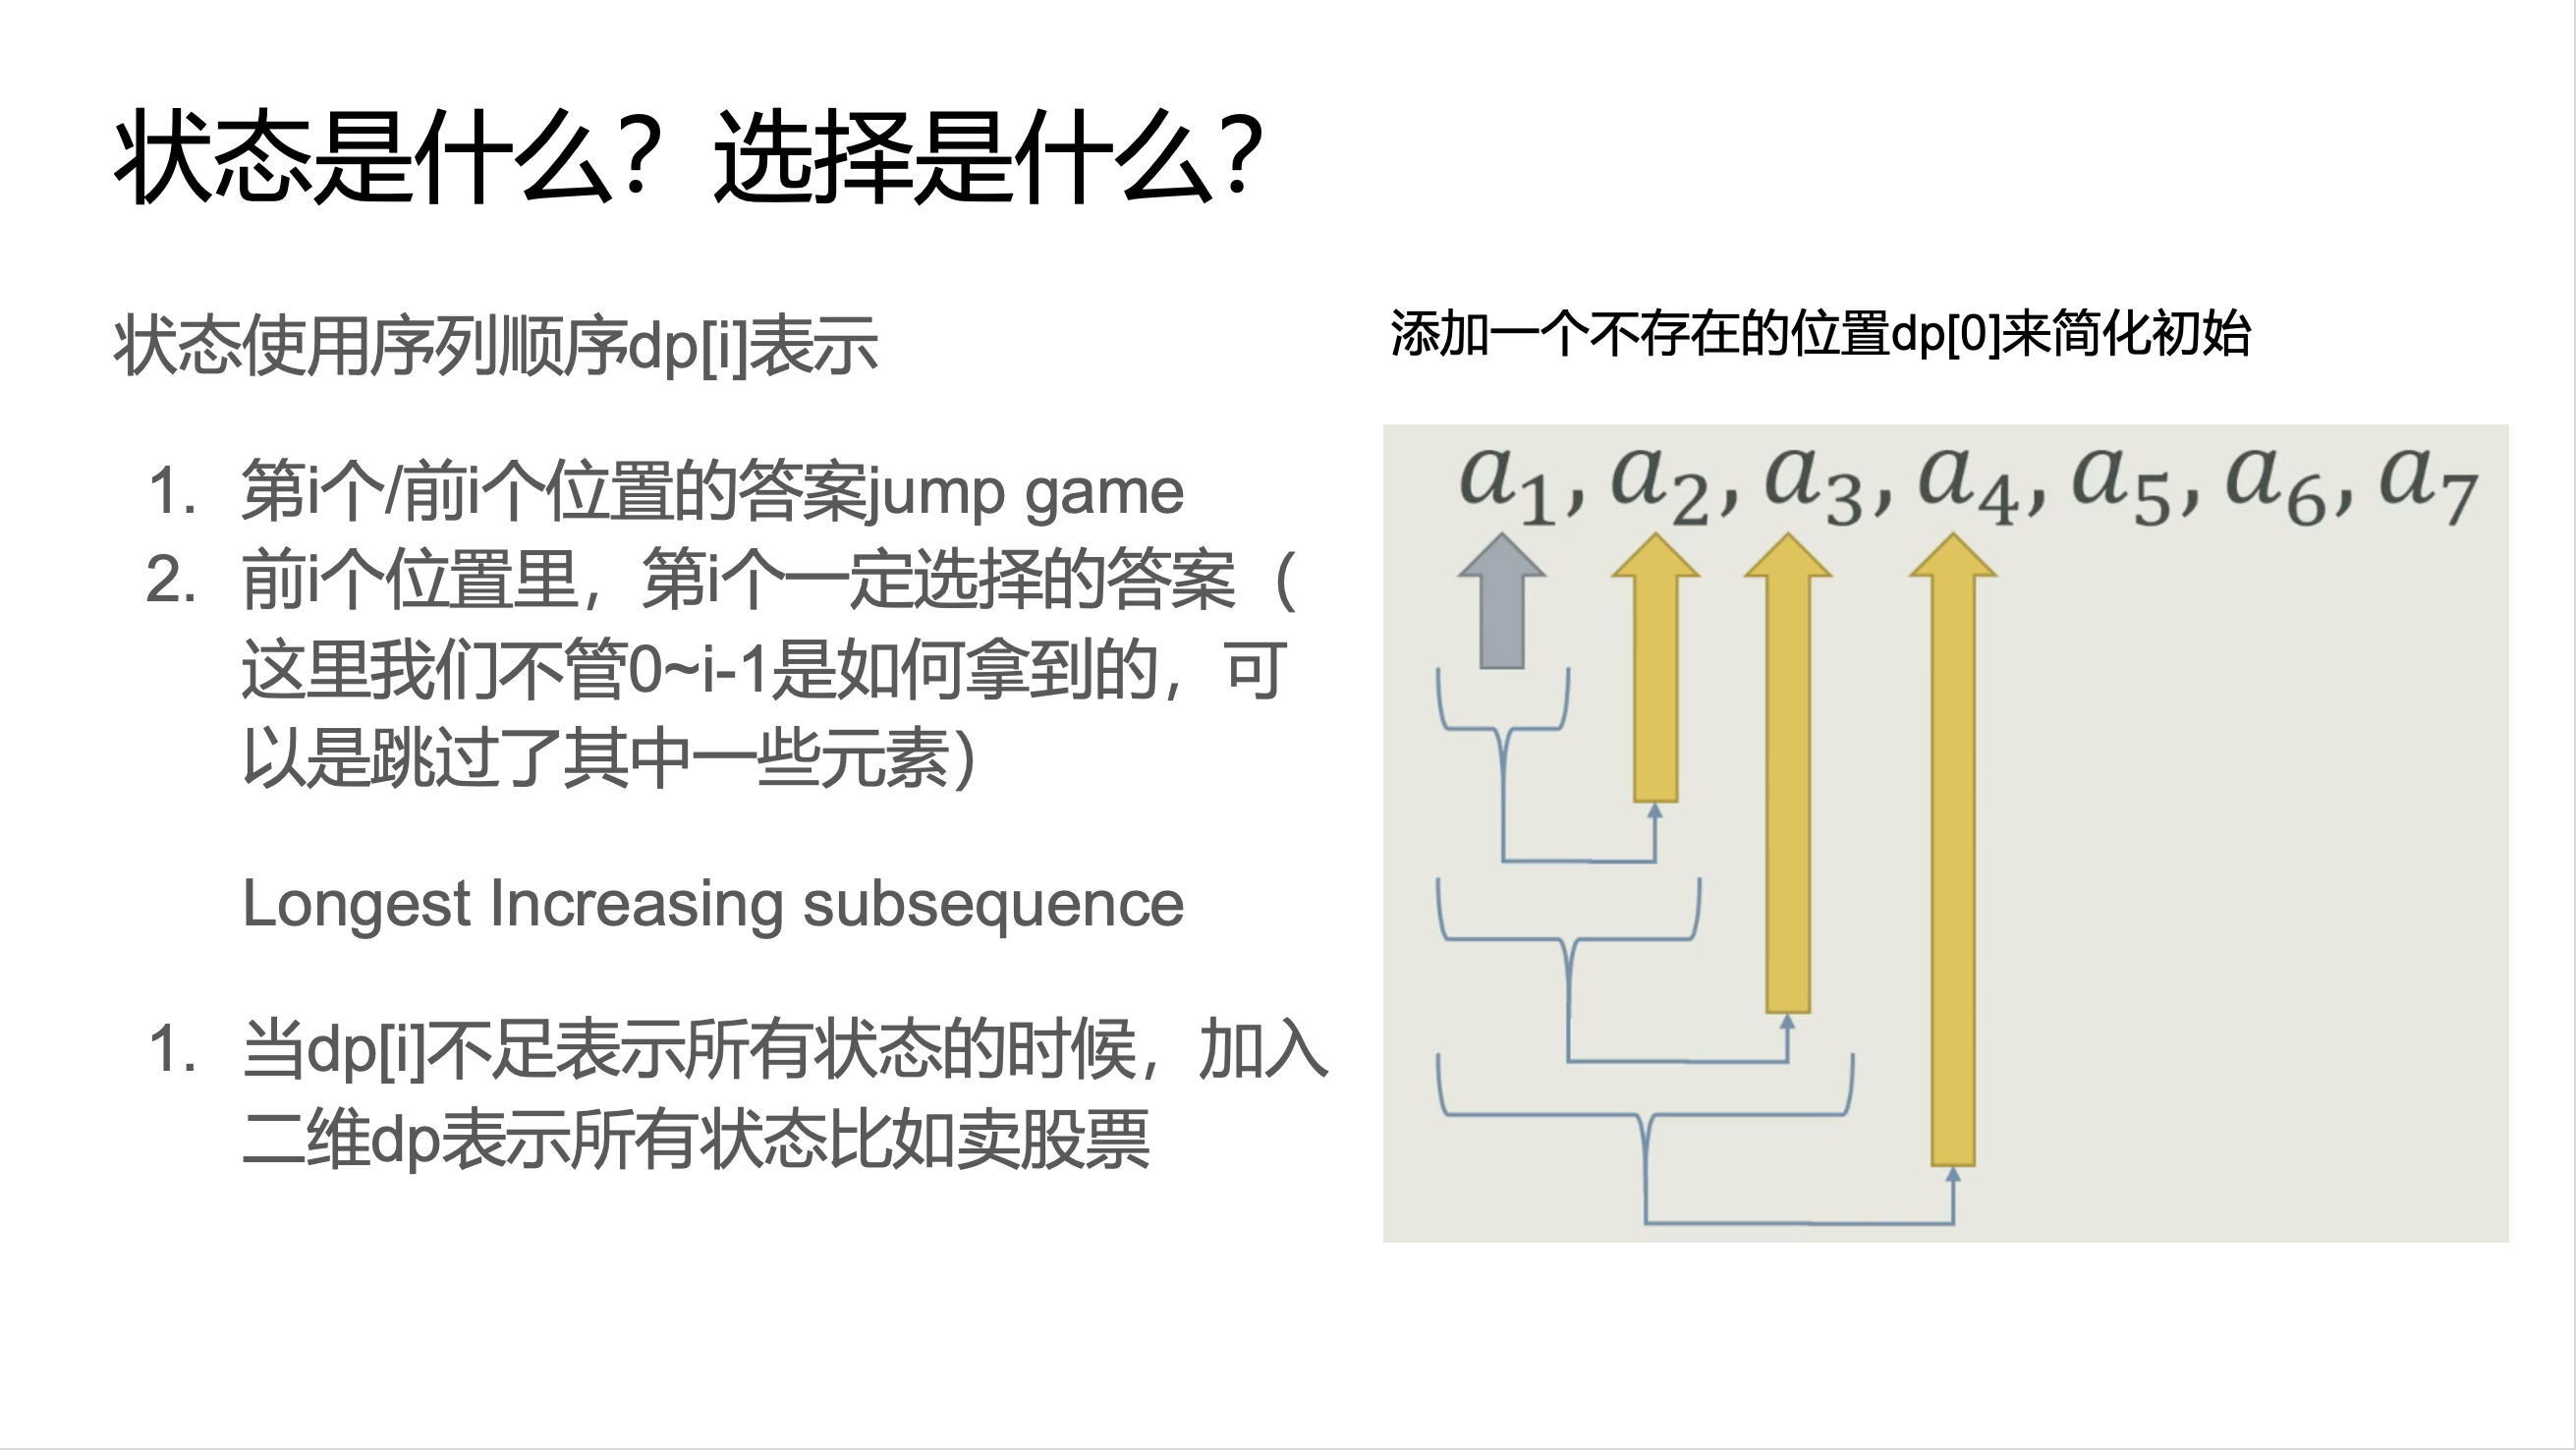 状态是什么？选择是什么？
状态使用序列顺序dp[i]表示
1. 第i个/前i个位置的答案jump game
2. 前i个位置里，第i个一定选择的答案（
这里我们不管0~i-1是如何拿到的，可
以是跳过了其中一些元素）
Longest Increasing subsequence
1. 当dp[i]不足表示所有状态的时候，加入
二维dp表示所有状态比如卖股票
添加一个不存在的位置dp[0]来简化初始
a₁, a₂, a₃, a₄, a₅, a₆, a₇